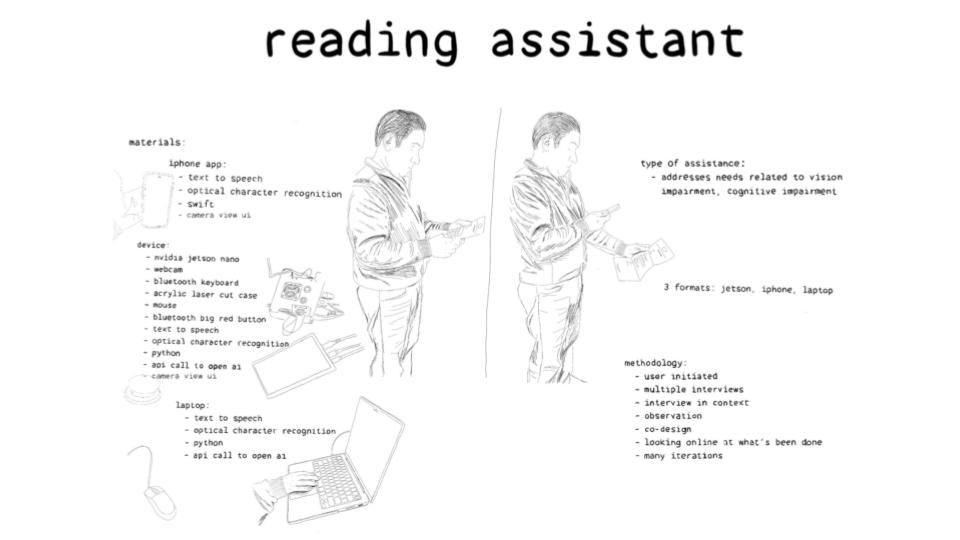 reading assistant
materials:
iphone app:
- text to speech
- optical character recognition
- swift
- camera view ui
device:
- nvidia jetson nano
- webcam
- bluetooth keyboard
- acrylic laser cut case
- mouse
- bluetooth big red button
- text to speech
- optical character recognition
- python
- api call to open ai
- camera view ui
laptop:
- text to speech
- optical character recognition
- python
- api call to open ai
type of assistance:
- addresses needs related to vision
impairment, cognitive impairment
3 formats: jetson, iphone, laptop
methodology:
- user initiated
- multiple interviews
- interview in context
- observation
- co-design
- looking online at what's been done
- many iterations